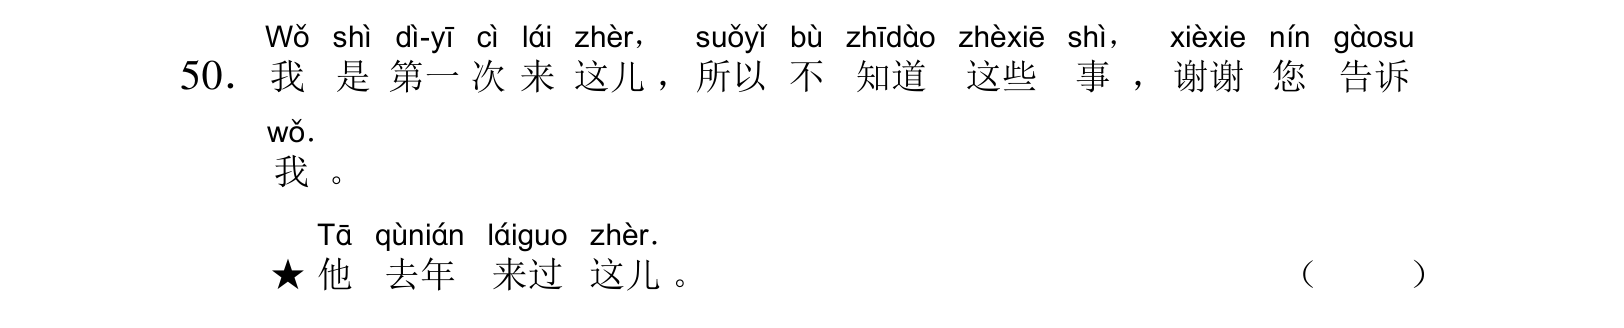 Wǒ shì dì-yī cì lái zhèr, suǒyǐ bù zhīdào zhèxiē shì, xièxie nín gàosu
50. 我 是 第一 次 来 这儿，所以 不 知道 这些 事，谢谢 您 告诉
wǒ.
我。
Tā qùnián láiguo zhèr.
★ 他 去年 来过 这儿。 （ ）